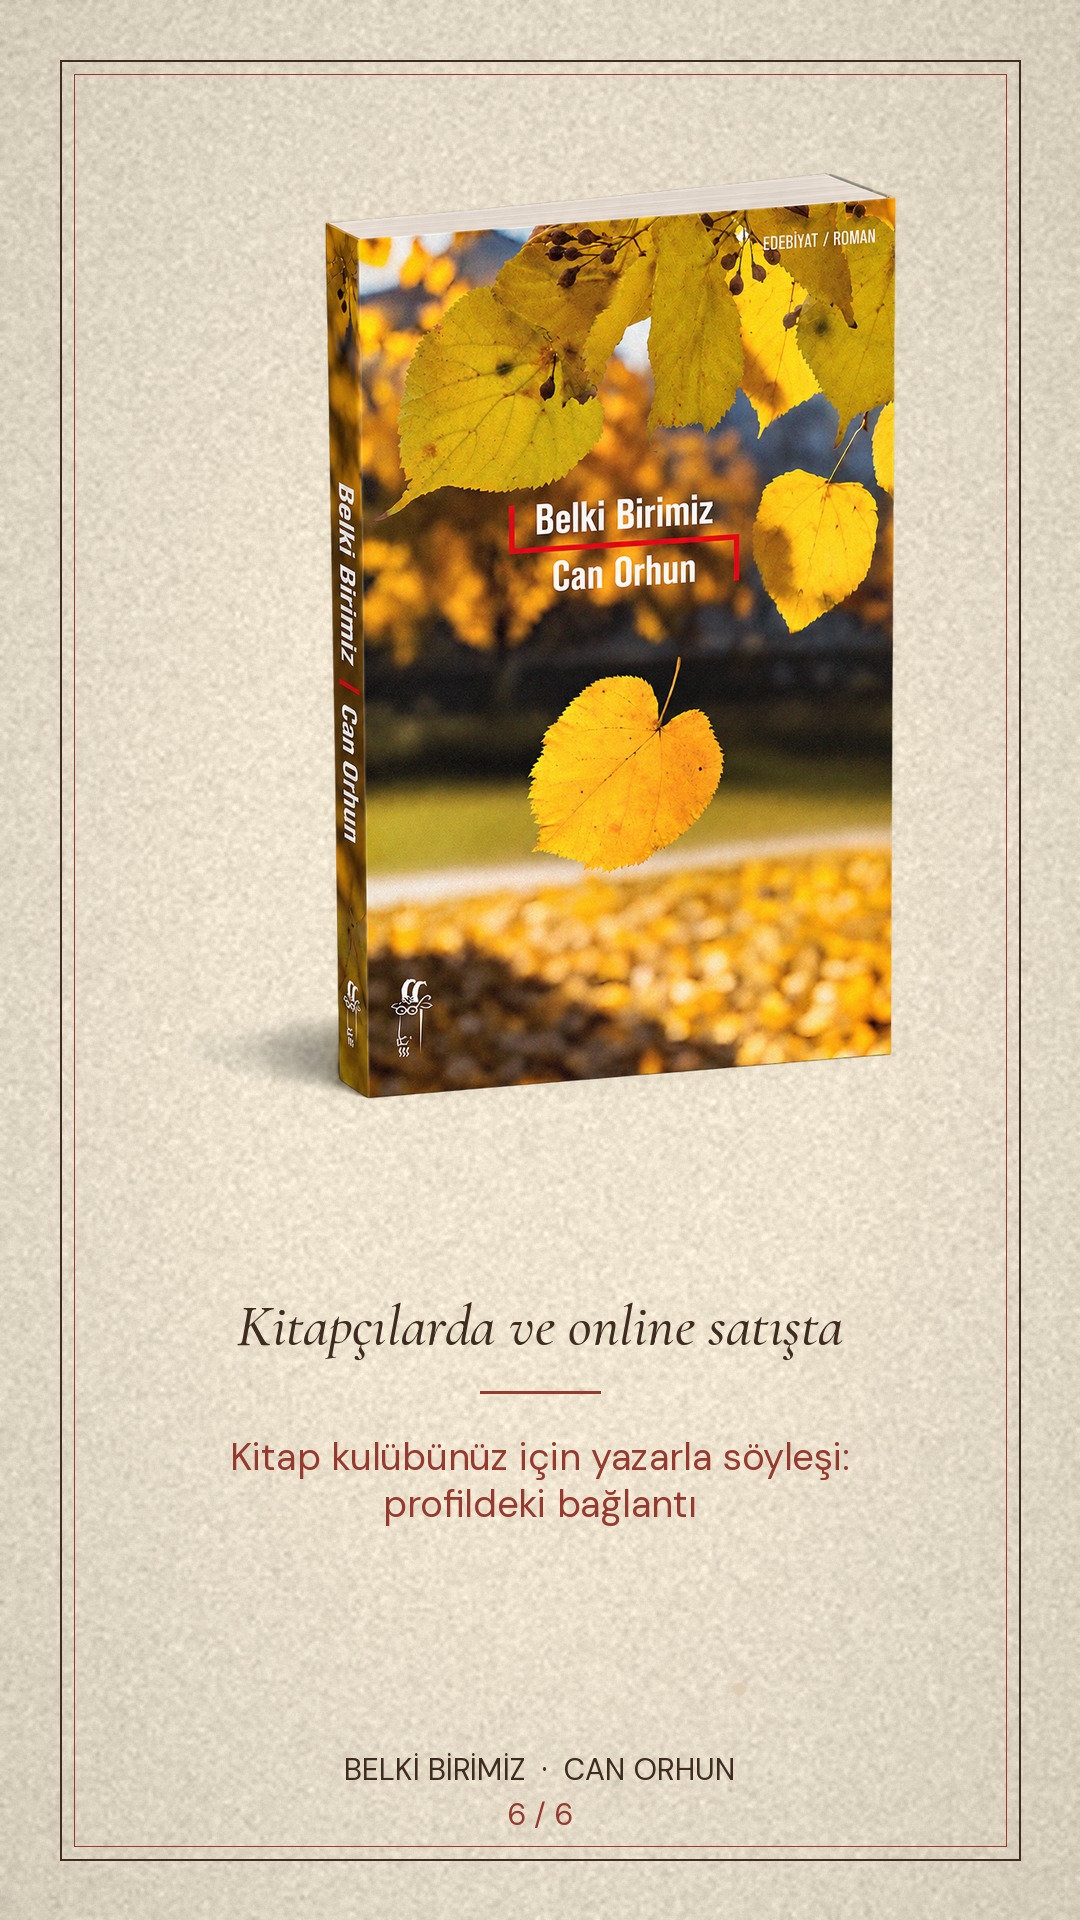 EDEBİYAT / ROMAN
Belki Birimiz
Can Orhun
Belki Birimiz / Can Orhun
Kitapçılarda ve online satışta
Kitap kulübünüz için yazarla söyleşi:
profildeki bağlantı
BELKİ BİRİMİZ · CAN ORHUN
6 / 6